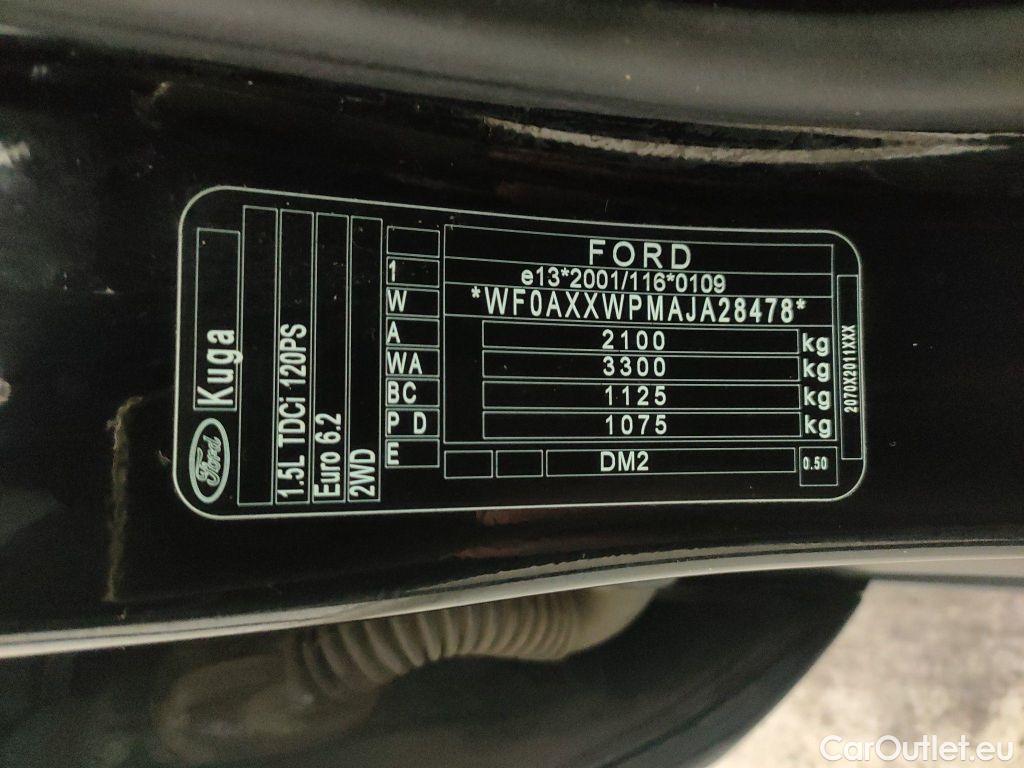 Ford
Kuga
1.5L TDCi 120PS
Euro 6.2
2WD
1
W
A
WA
BC
P D
E
FORD
e13*2001/116*0109
*WF0AXXWPMAJA28478*
2100 kg
3300 kg
1125 kg
1075 kg
DM2
0.50
2070X2011XXX
CarOutlet.eu